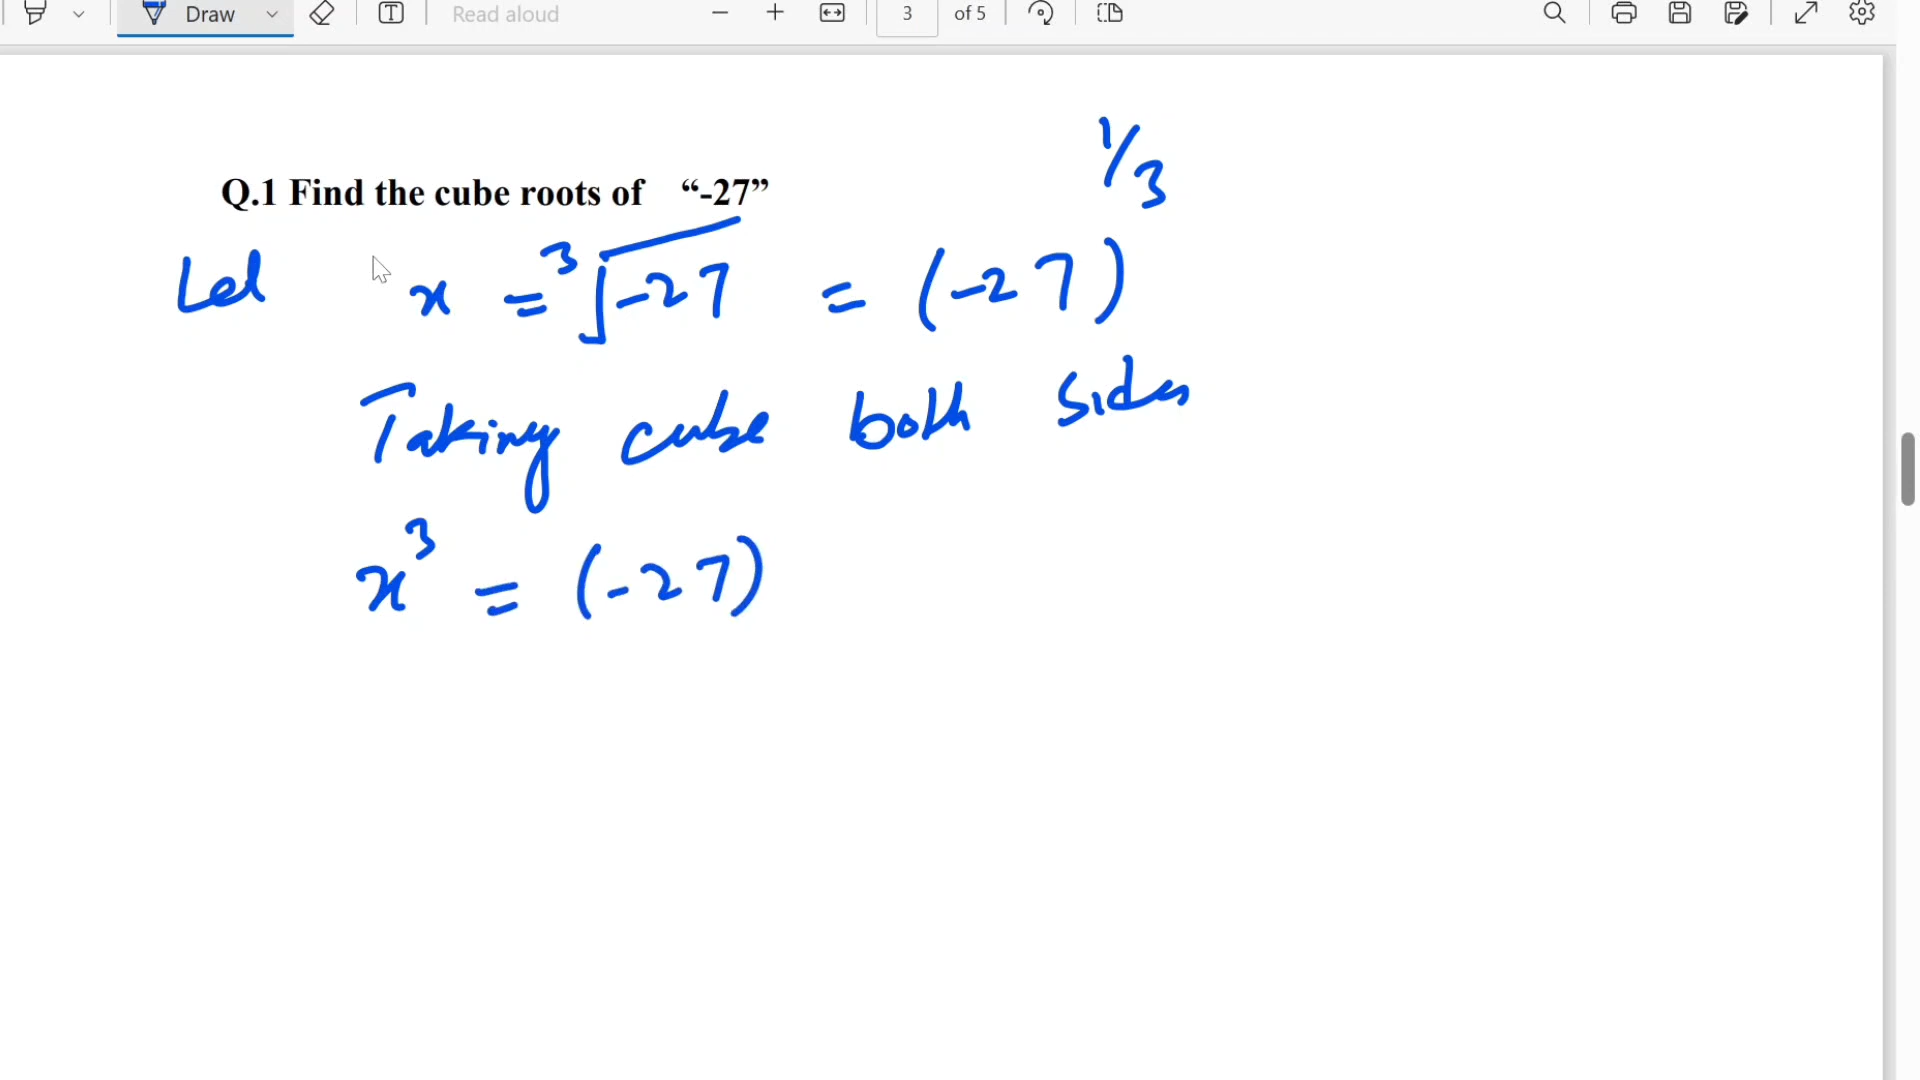 Draw Read aloud 3 of 5
Q.1 Find the cube roots of “-27”
Let x = ∛-27 = (-27)^1/3
Taking cube both sides
x³ = (-27)